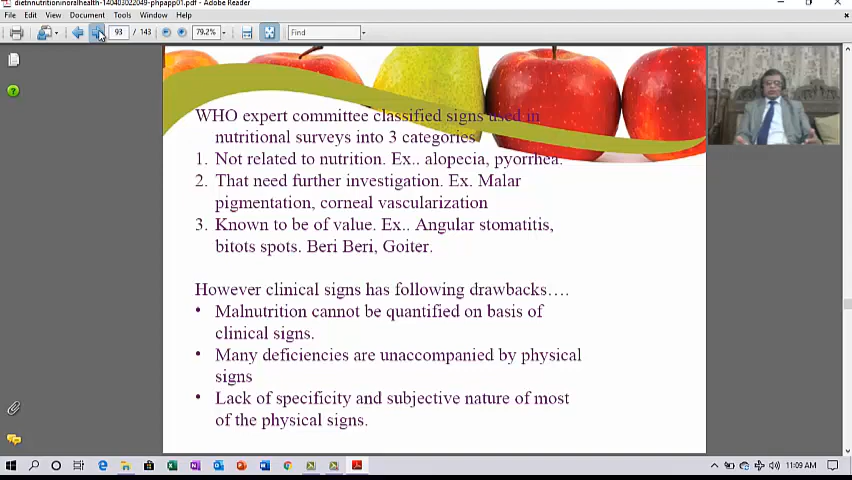 dietnnutritioninoralhealth-140403022049-phpapp01.pdf - Adobe Reader
File Edit View Document Tools Window Help
93 / 143 79.2% Find
WHO expert committee classified signs used in
nutritional surveys into 3 categories
1. Not related to nutrition. Ex.. alopecia, pyorrhea.
2. That need further investigation. Ex. Malar
pigmentation, corneal vascularization
3. Known to be of value. Ex.. Angular stomatitis,
bitots spots. Beri Beri, Goiter.
However clinical signs has following drawbacks….
• Malnutrition cannot be quantified on basis of
clinical signs.
• Many deficiencies are unaccompanied by physical
signs
• Lack of specificity and subjective nature of most
of the physical signs.
11:09 AM